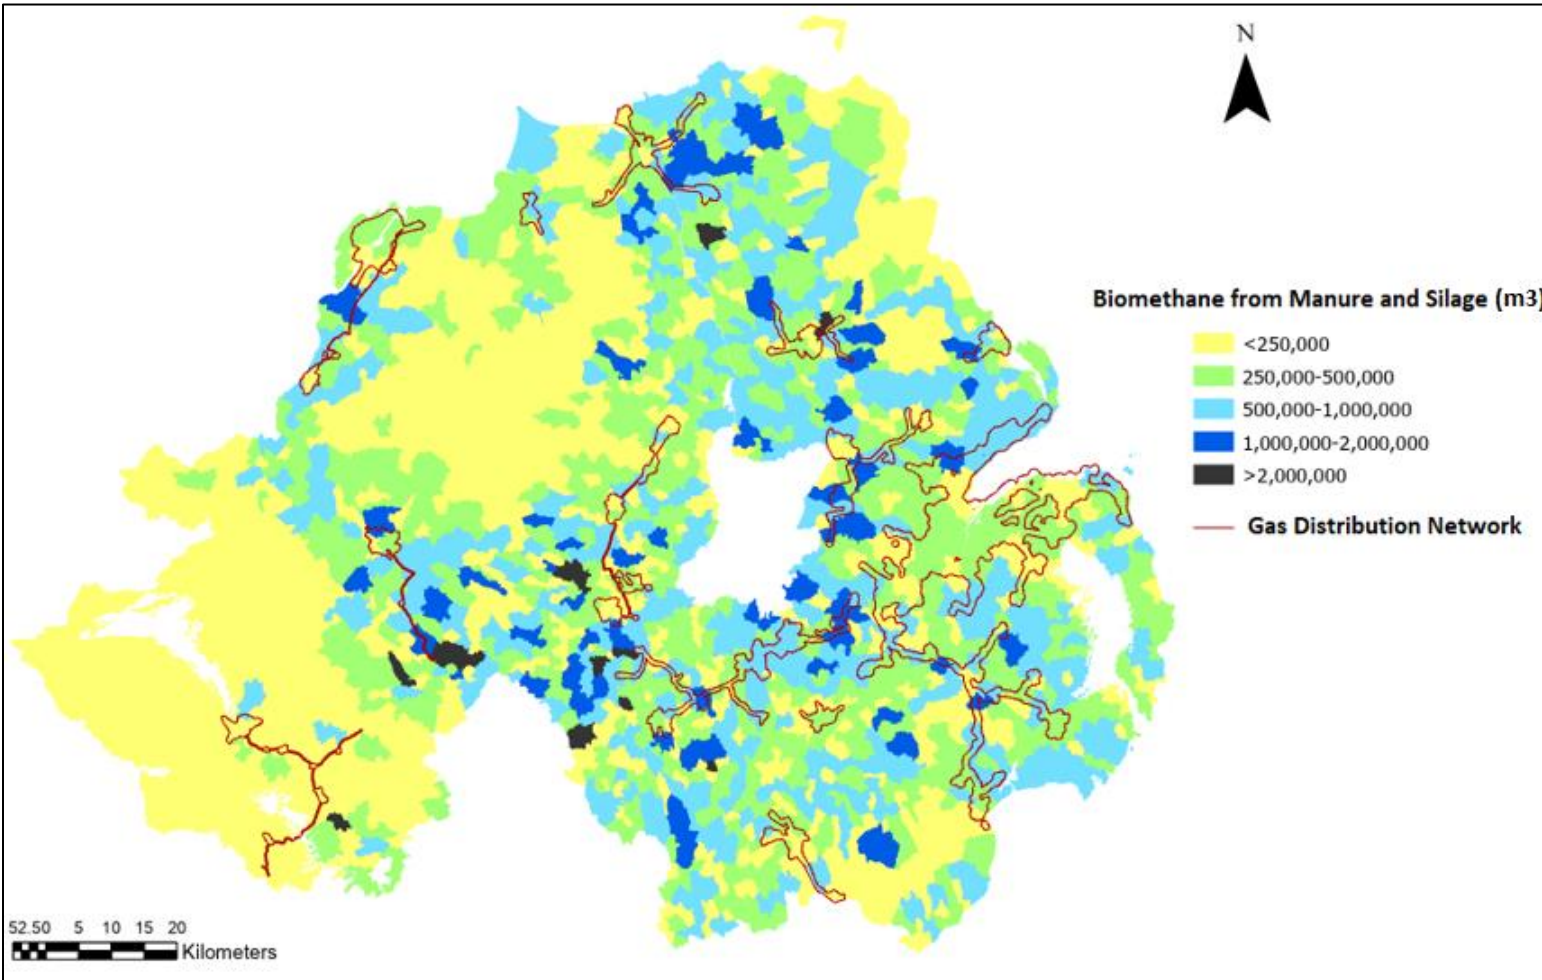 N
Biomethane from Manure and Silage (m3)
<250,000
250,000-500,000
500,000-1,000,000
1,000,000-2,000,000
>2,000,000
Gas Distribution Network
52.50 5 10 15 20
Kilometers